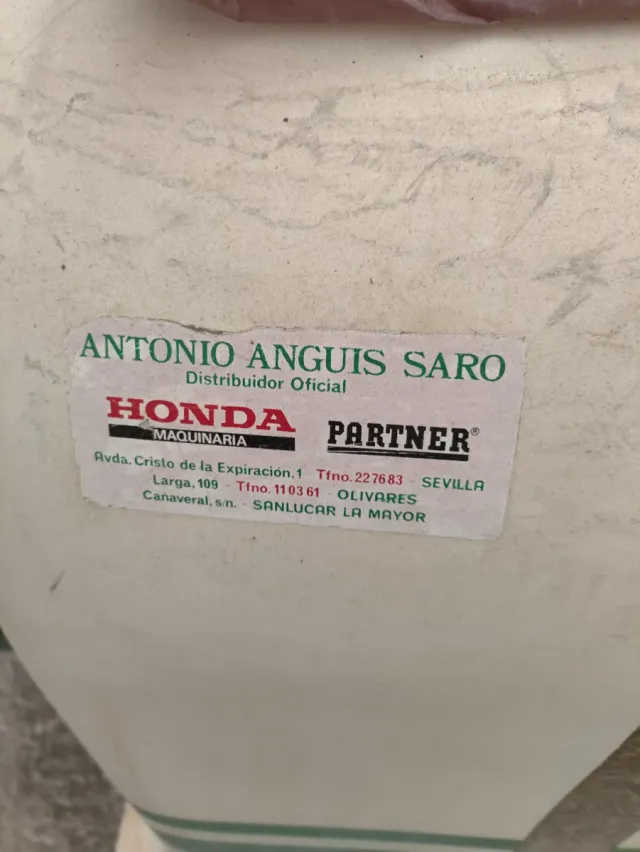 ANTONIO ANGUIS SARO
Distribuidor Oficial
HONDA
MAQUINARIA
PARTNER®
Avda. Cristo de la Expiración, 1 Tfno. 227683 - SEVILLA
Larga, 109 - Tfno. 110361 - OLIVARES
Cañaveral, s/n. - SANLUCAR LA MAYOR